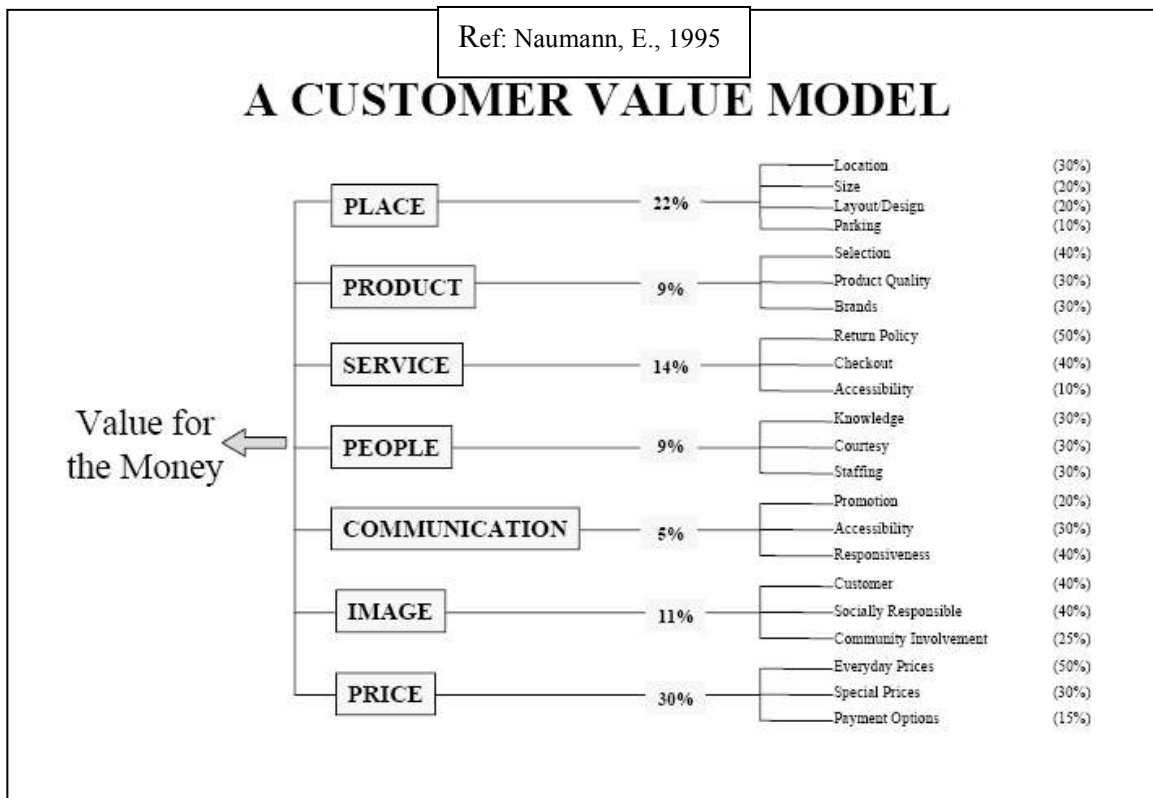 Ref: Naumann, E., 1995
A CUSTOMER VALUE MODEL
Value for
the Money
PLACE 22%
Location (30%)
Size (20%)
Layout/Design (20%)
Parking (10%)
PRODUCT 9%
Selection (40%)
Product Quality (30%)
Brands (30%)
SERVICE 14%
Return Policy (50%)
Checkout (40%)
Accessibility (10%)
PEOPLE 9%
Knowledge (30%)
Courtesy (30%)
Staffing (30%)
COMMUNICATION 5%
Promotion (20%)
Accessibility (30%)
Responsiveness (40%)
IMAGE 11%
Customer (40%)
Socially Responsible (40%)
Community Involvement (25%)
PRICE 30%
Everyday Prices (50%)
Special Prices (30%)
Payment Options (15%)